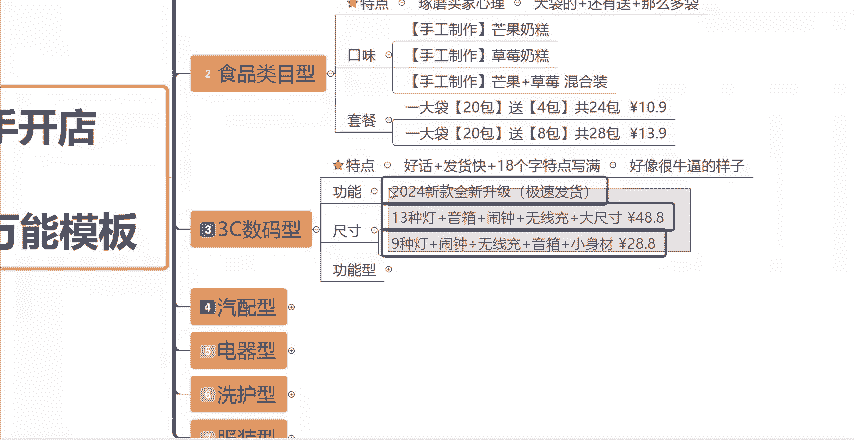 特点 琢磨买家心理 大袋的+还有送+那么多袋
2 食品类目型
口味
【手工制作】芒果奶糕
【手工制作】草莓奶糕
【手工制作】芒果+草莓 混合装
套餐
一大袋【20包】送【4包】共24包 ¥10.9
一大袋【20包】送【8包】共28包 ¥13.9
手开店
万能模板
3 3C数码型
特点 好话+发货快+18个字特点写满 好像很牛逼的样子
功能
2024新款全新升级（极速发货）
尺寸
13种灯+音箱+闹钟+无线充+大尺寸 ¥48.8
9种灯+闹钟+无线充+音箱+小身材 ¥28.8
功能型
4 汽配型
5 电器型
6 洗护型
7 服装型